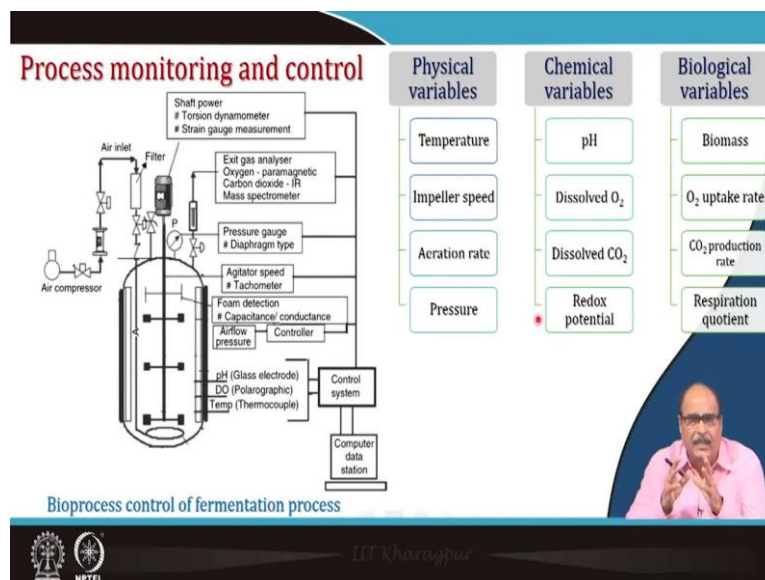 Process monitoring and control
Shaft power
# Torsion dynamometer
# Strain gauge measurement
Air inlet
Filter
Exit gas analyser
Oxygen - paramagnetic
Carbon dioxide - IR
Mass spectrometer
P
Pressure gauge
# Diaphragm type
Air compressor
Agitator speed
# Tachometer
Foam detection
# Capacitance/ conductance
Airflow
pressure
Controller
pH (Glass electrode)
DO (Polarographic)
Temp (Thermocouple)
Control
system
Computer
data
station
Bioprocess control of fermentation process
Physical
variables
Temperature
Impeller speed
Aeration rate
Pressure
Chemical
variables
pH
Dissolved O₂
Dissolved CO₂
Redox
potential
Biological
variables
Biomass
O₂ uptake rate
CO₂ production
rate
Respiration
quotient
IIT Kharagpur
NPTEL